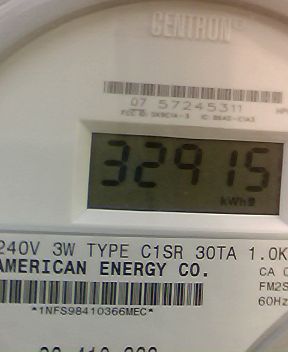 CENTRON
07 57245311
32915
kWh
240V 3W TYPE C1SR 30TA 1.0K
AMERICAN ENERGY CO.
CA
FM2S
60Hz
*1NFS98410366MEC*